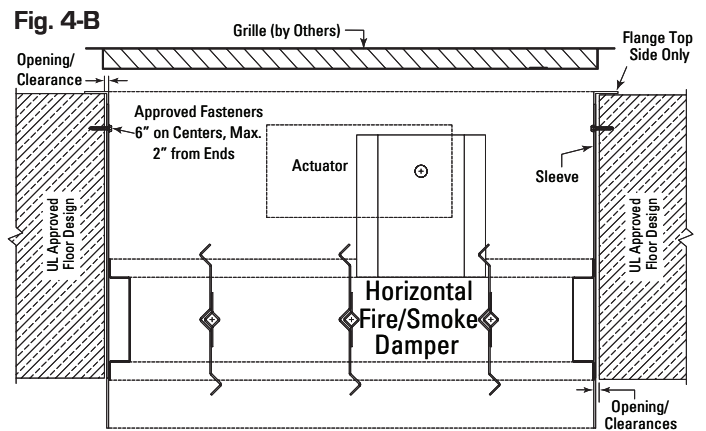 Fig. 4-B
Grille (by Others)
Flange Top
Side Only
Opening/
Clearance
Approved Fasteners
6” on Centers, Max.
2” from Ends
Actuator
Sleeve
UL Approved
Floor Design
UL Approved
Floor Design
Horizontal
Fire/Smoke
Damper
Opening/
Clearances